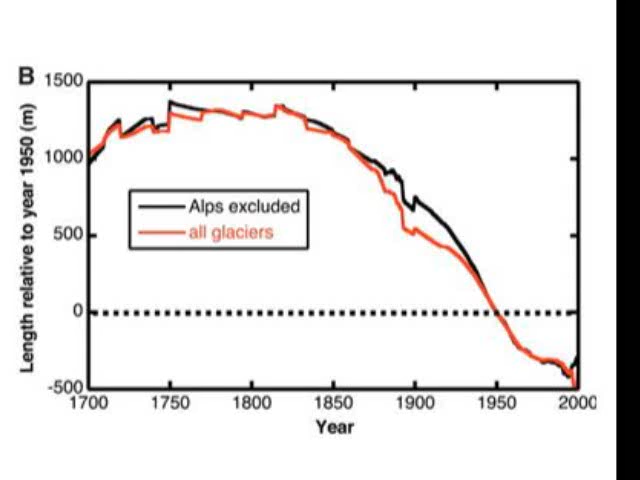 B
1500
1000
500
0
-500
Length relative to year 1950 (m)
Alps excluded
all glaciers
1700 1750 1800 1850 1900 1950 2000
Year